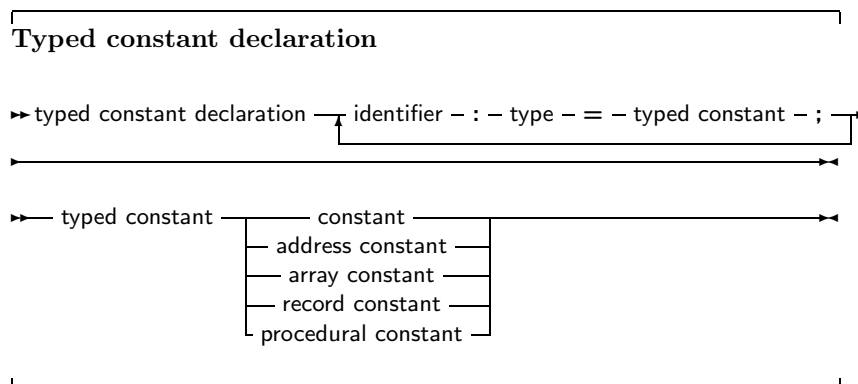 Typed constant declaration
typed constant declaration identifier : type = typed constant ;
typed constant constant
address constant
array constant
record constant
procedural constant